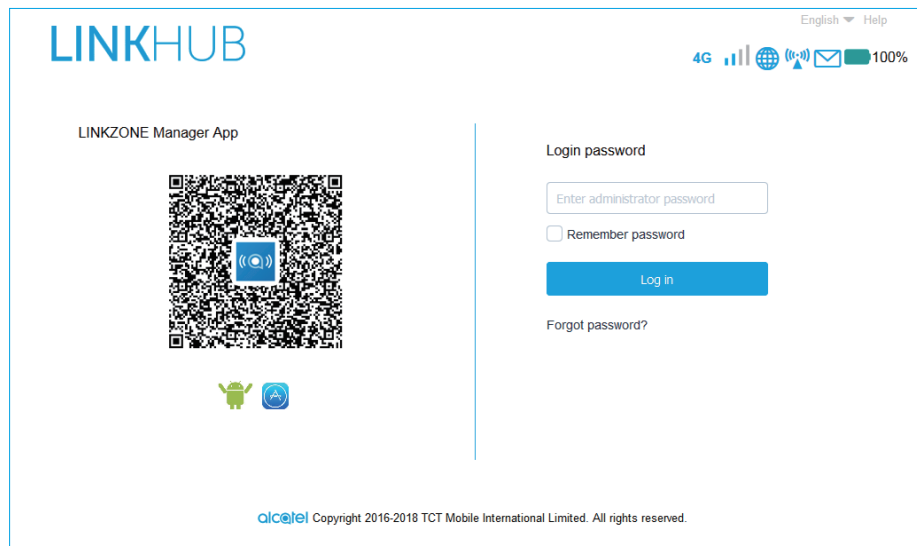 English Help
LINKHUB
4G 100%
LINKZONE Manager App
Login password
Enter administrator password
Remember password
Log in
Forgot password?
alcatel Copyright 2016-2018 TCT Mobile International Limited. All rights reserved.